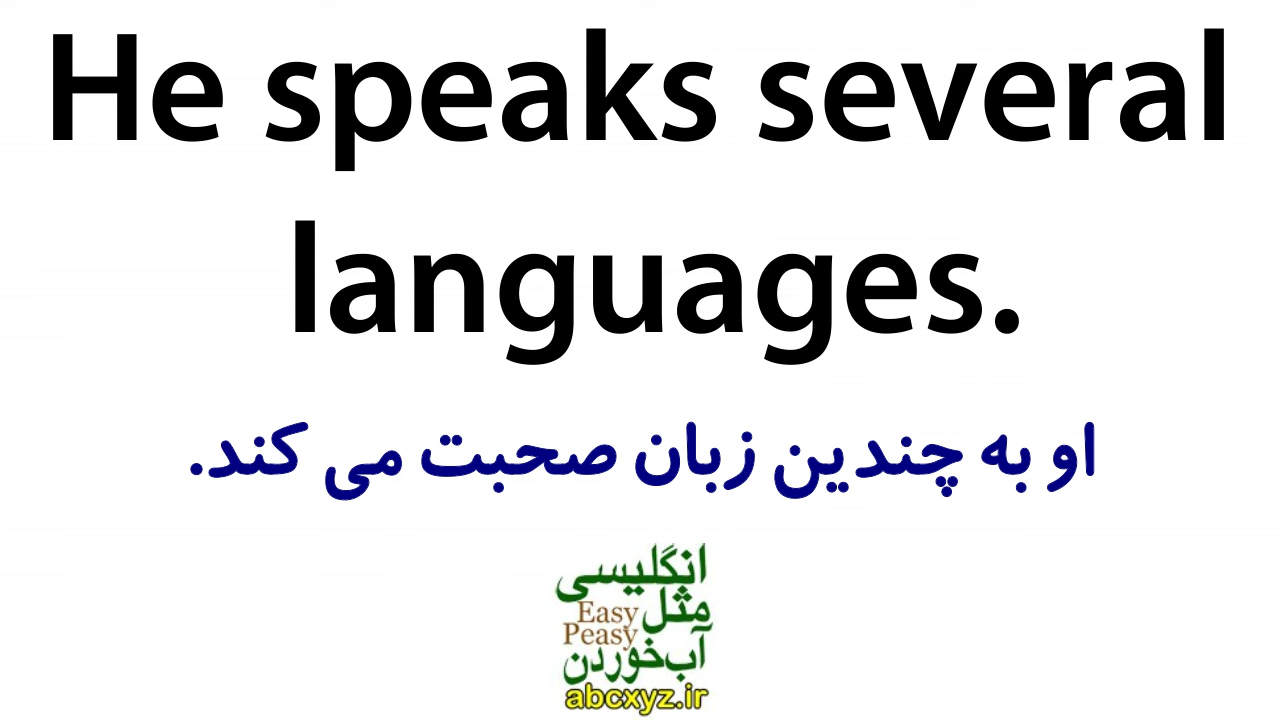 He speaks several
languages.
او به چندین زبان صحبت می کند.
انگلیسی
مثل
Easy
Peasy
آب خوردن
abcxyz.ir